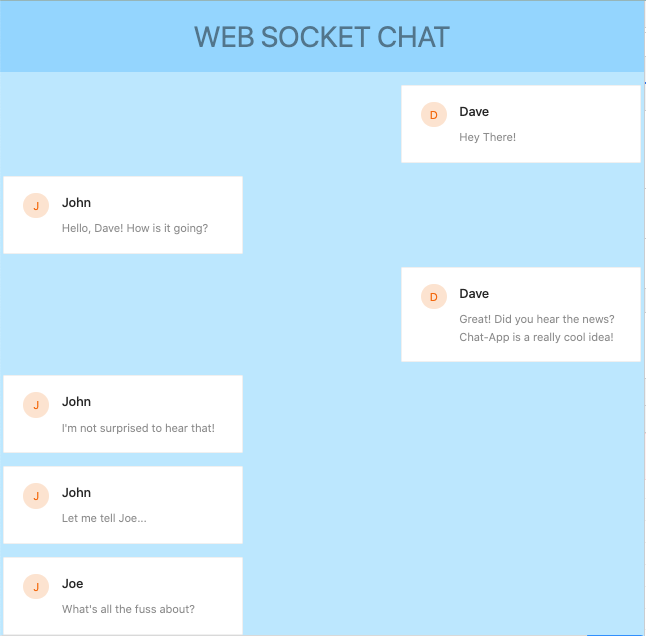 WEB SOCKET CHAT
D
Dave
Hey There!
J
John
Hello, Dave! How is it going?
D
Dave
Great! Did you hear the news?
Chat-App is a really cool idea!
J
John
I'm not surprised to hear that!
J
John
Let me tell Joe...
J
Joe
What's all the fuss about?